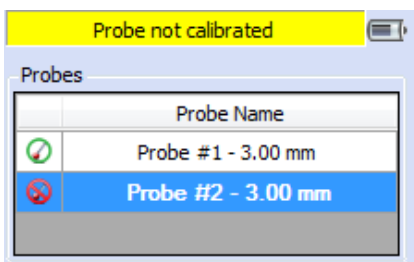 Probe not calibrated
Probes
Probe Name
Probe #1 - 3.00 mm
Probe #2 - 3.00 mm